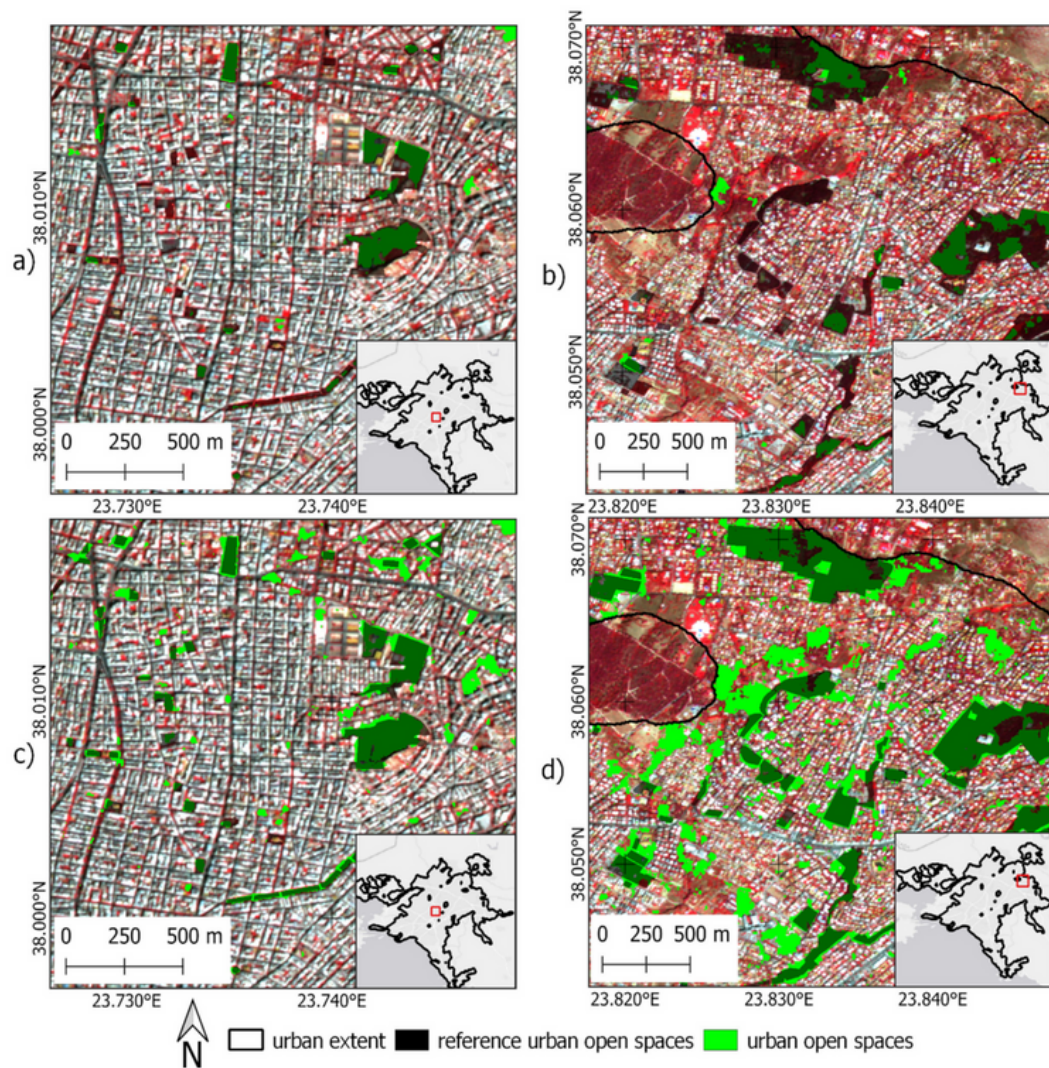 a)
38.010°N
38.000°N
0 250 500 m
23.730°E 23.740°E
b)
38.070°N
38.060°N
38.050°N
0 250 500 m
23.820°E 23.830°E 23.840°E
c)
38.010°N
38.000°N
0 250 500 m
23.730°E 23.740°E
d)
38.070°N
38.060°N
38.050°N
0 250 500 m
23.820°E 23.830°E 23.840°E
N urban extent reference urban open spaces urban open spaces